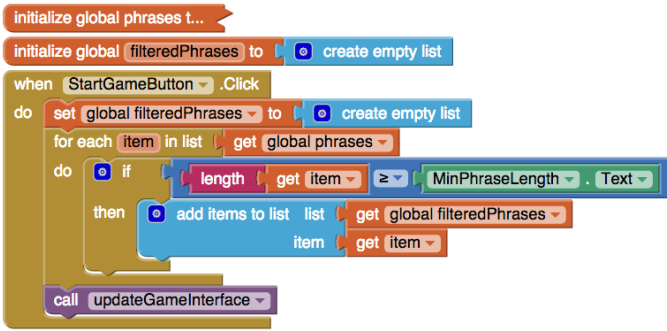 initialize global phrases t...
initialize global filteredPhrases to create empty list
when StartGameButton .Click
do set global filteredPhrases to create empty list
for each item in list get global phrases
do if length get item ≥ MinPhraseLength . Text
then add items to list list get global filteredPhrases
item get item
call updateGameInterface